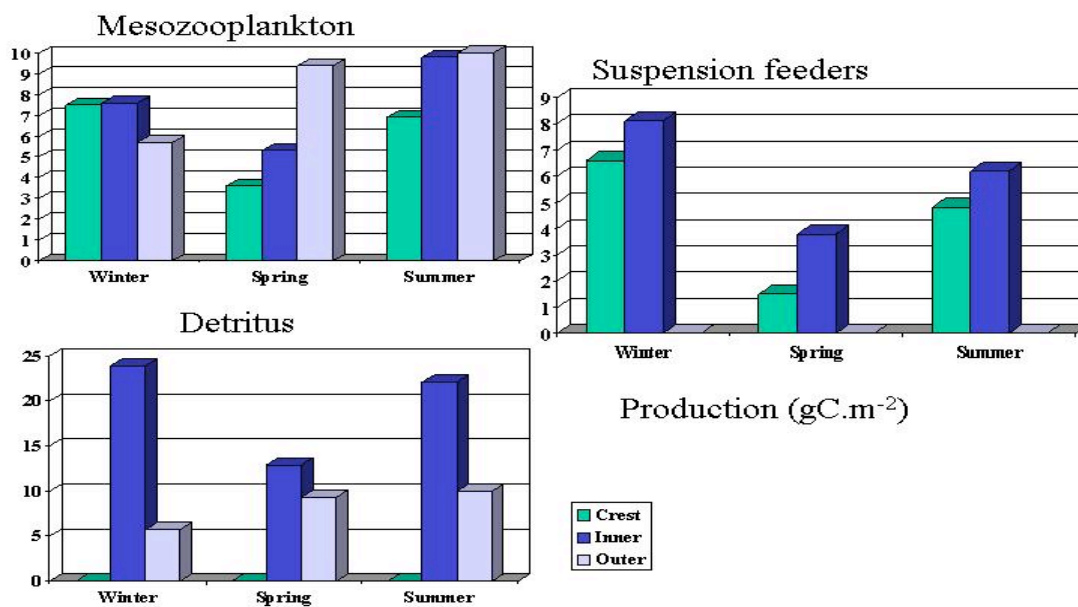 Mesozooplankton
10
9
8
7
6
5
4
3
2
1
0
Winter Spring Summer
Suspension feeders
9
8
7
6
5
4
3
2
1
0
Winter Spring Summer
Detritus
25
20
15
10
5
0
Winter Spring Summer
Production (gC.m⁻²)
Crest
Inner
Outer